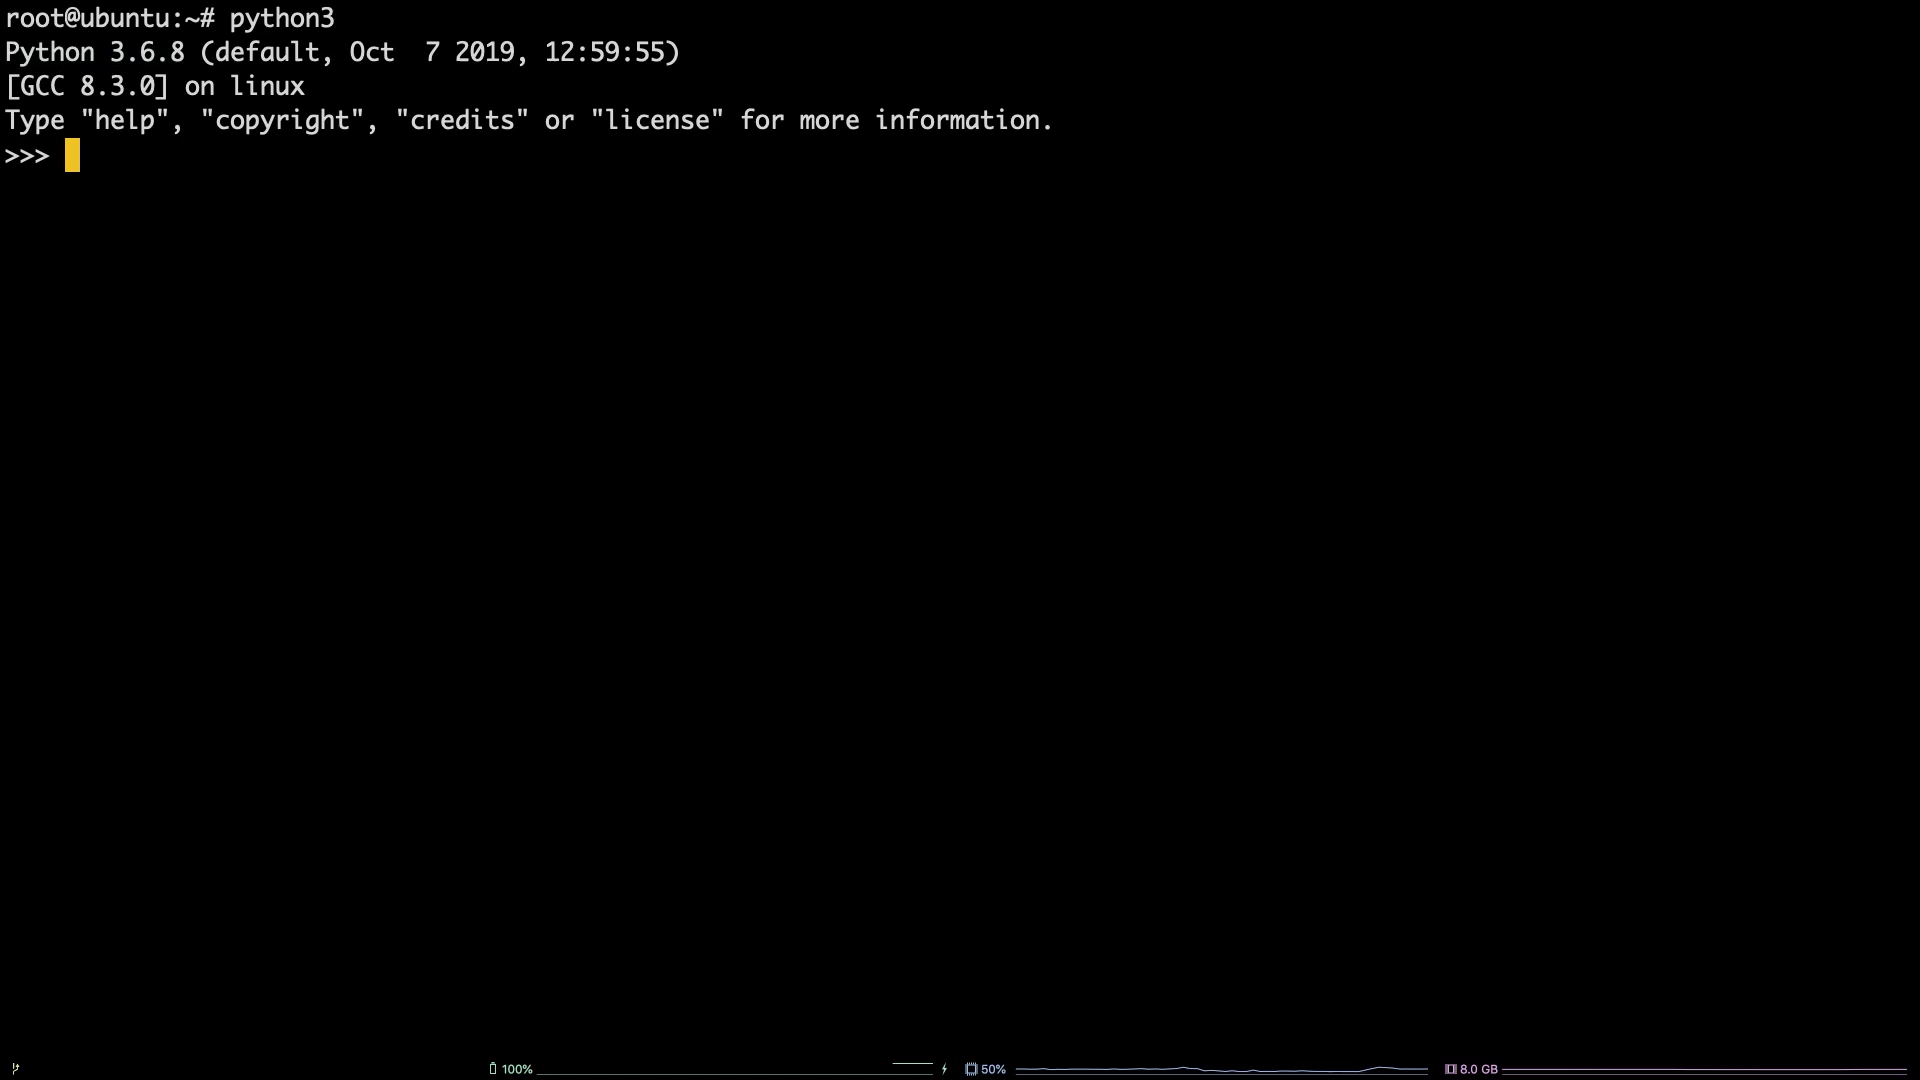 root@ubuntu:~# python3
Python 3.6.8 (default, Oct  7 2019, 12:59:55)
[GCC 8.3.0] on linux
Type "help", "copyright", "credits" or "license" for more information.
>>>
100%
50%
8.0 GB